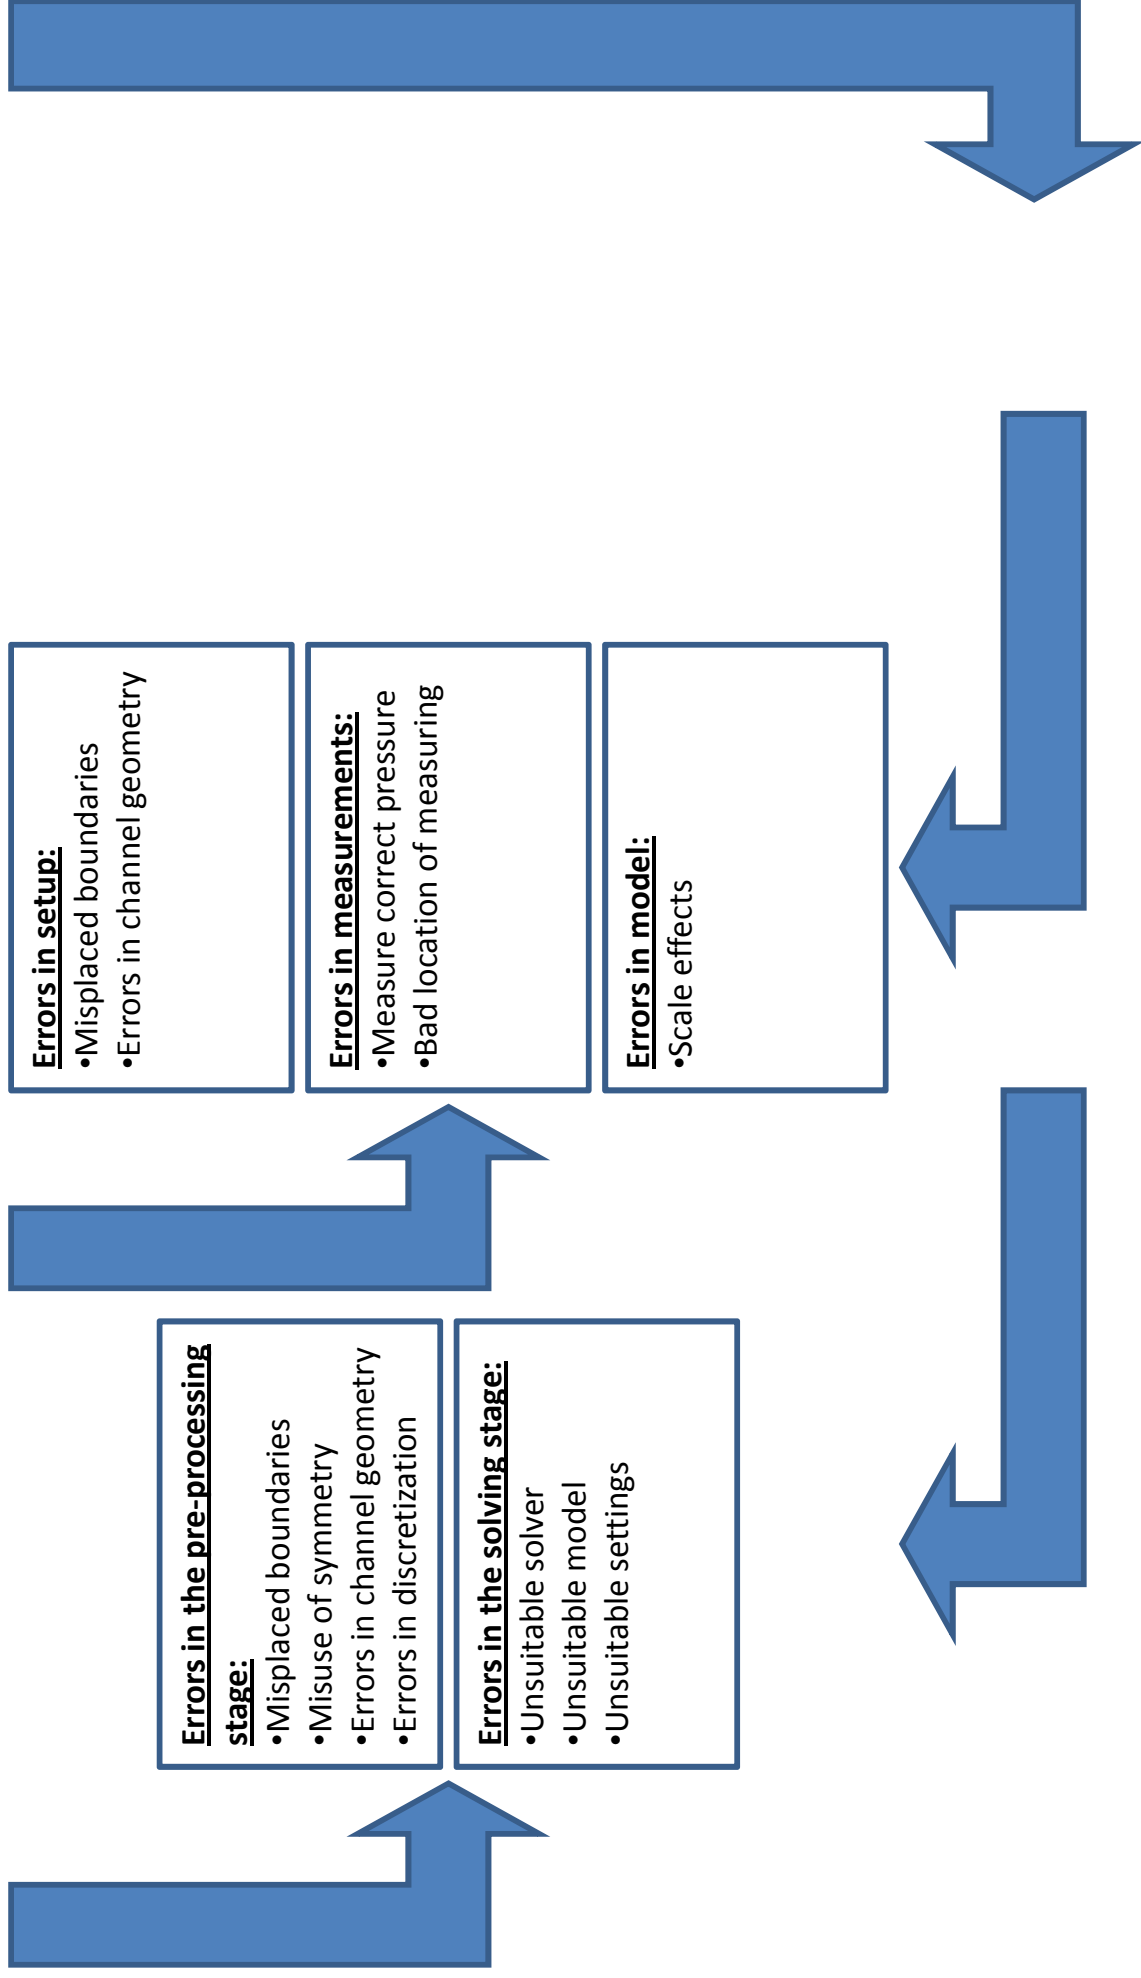 Errors in the pre-processing
stage:
•Misplaced boundaries
•Misuse of symmetry
•Errors in channel geometry
•Errors in discretization
Errors in the solving stage:
•Unsuitable solver
•Unsuitable model
•Unsuitable settings
Errors in setup:
•Misplaced boundaries
•Errors in channel geometry
Errors in measurements:
•Measure correct pressure
•Bad location of measuring
Errors in model:
•Scale effects